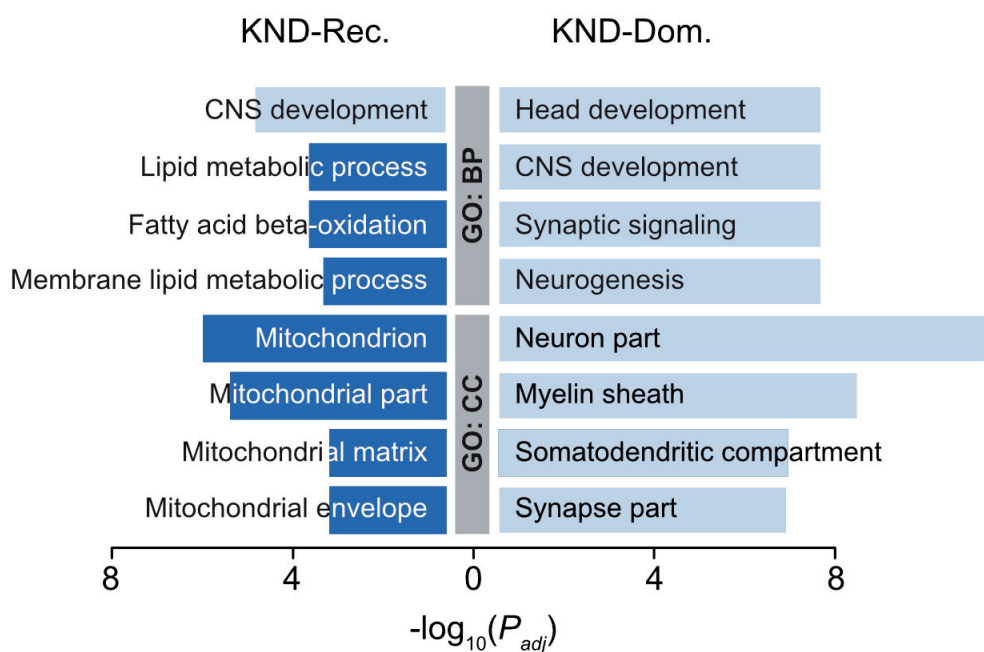 KND-Rec. KND-Dom.
CNS development Head development
Lipid metabolic process CNS development
Fatty acid beta-oxidation Synaptic signaling
Membrane lipid metabolic process Neurogenesis
GO: BP
Mitochondrion Neuron part
Mitochondrial part Myelin sheath
Mitochondrial matrix Somatodendritic compartment
Mitochondrial envelope Synapse part
GO: CC
8 4 0 4 8
-log10(Padj)